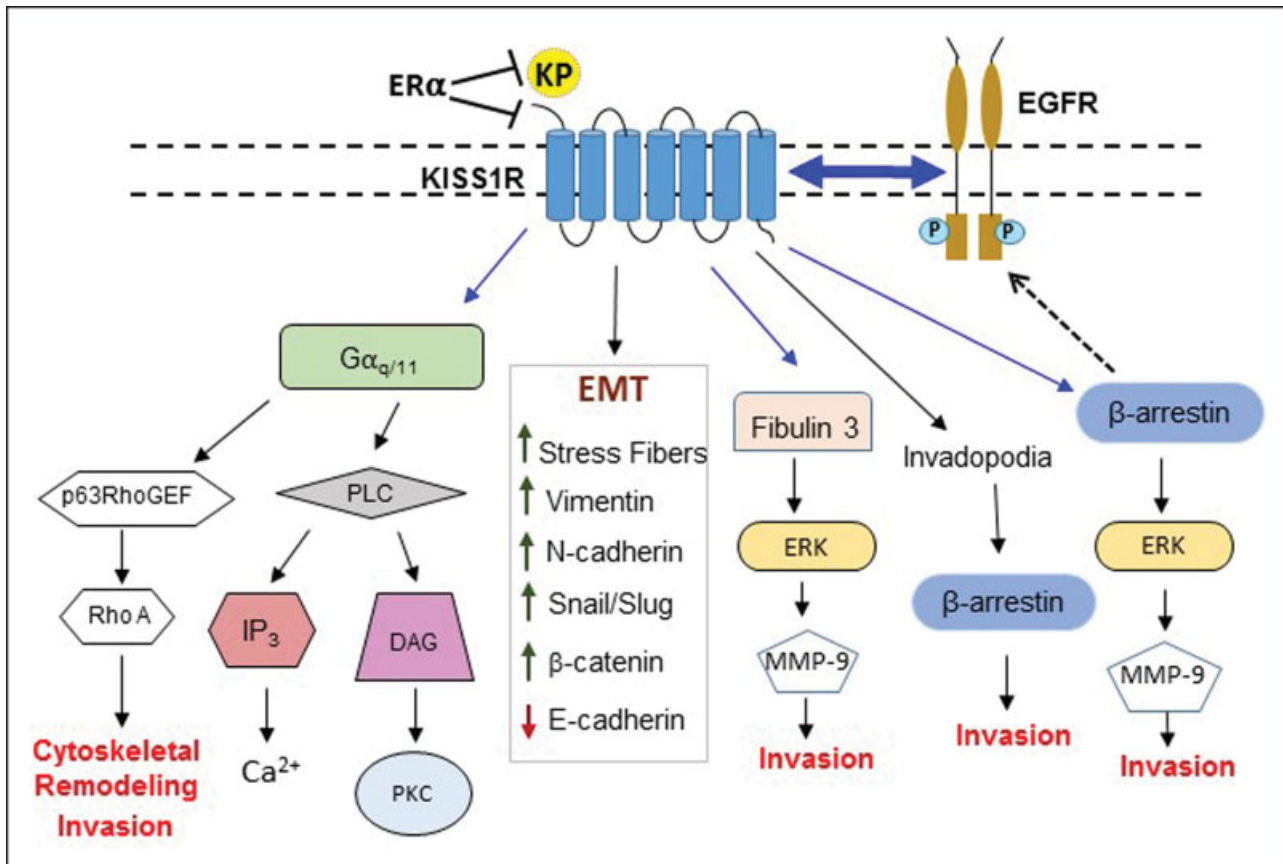 ERα
KP
EGFR
KISS1R
P
P
Gαq/11
EMT
Stress Fibers
Vimentin
N-cadherin
Snail/Slug
β-catenin
E-cadherin
p63RhoGEF
PLC
Rho A
IP3
DAG
Cytoskeletal
Remodeling
Invasion
Ca2+
PKC
Fibulin 3
ERK
MMP-9
Invasion
Invadopodia
β-arrestin
Invasion
β-arrestin
ERK
MMP-9
Invasion